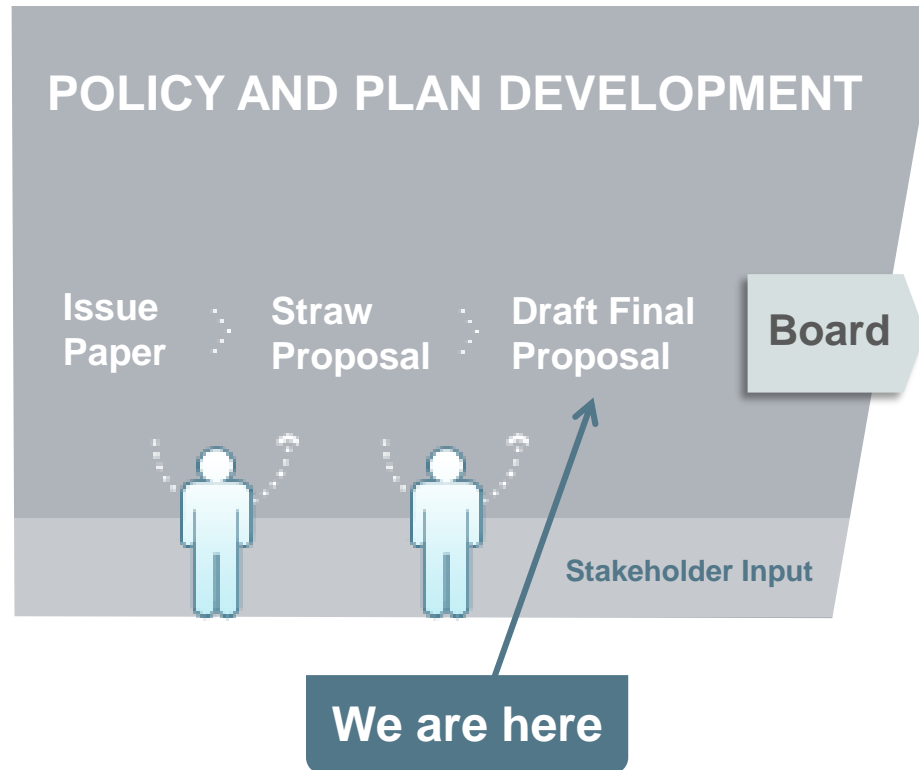 POLICY AND PLAN DEVELOPMENT
Issue
Paper
Straw
Proposal
Draft Final
Proposal
Board
Stakeholder Input
We are here